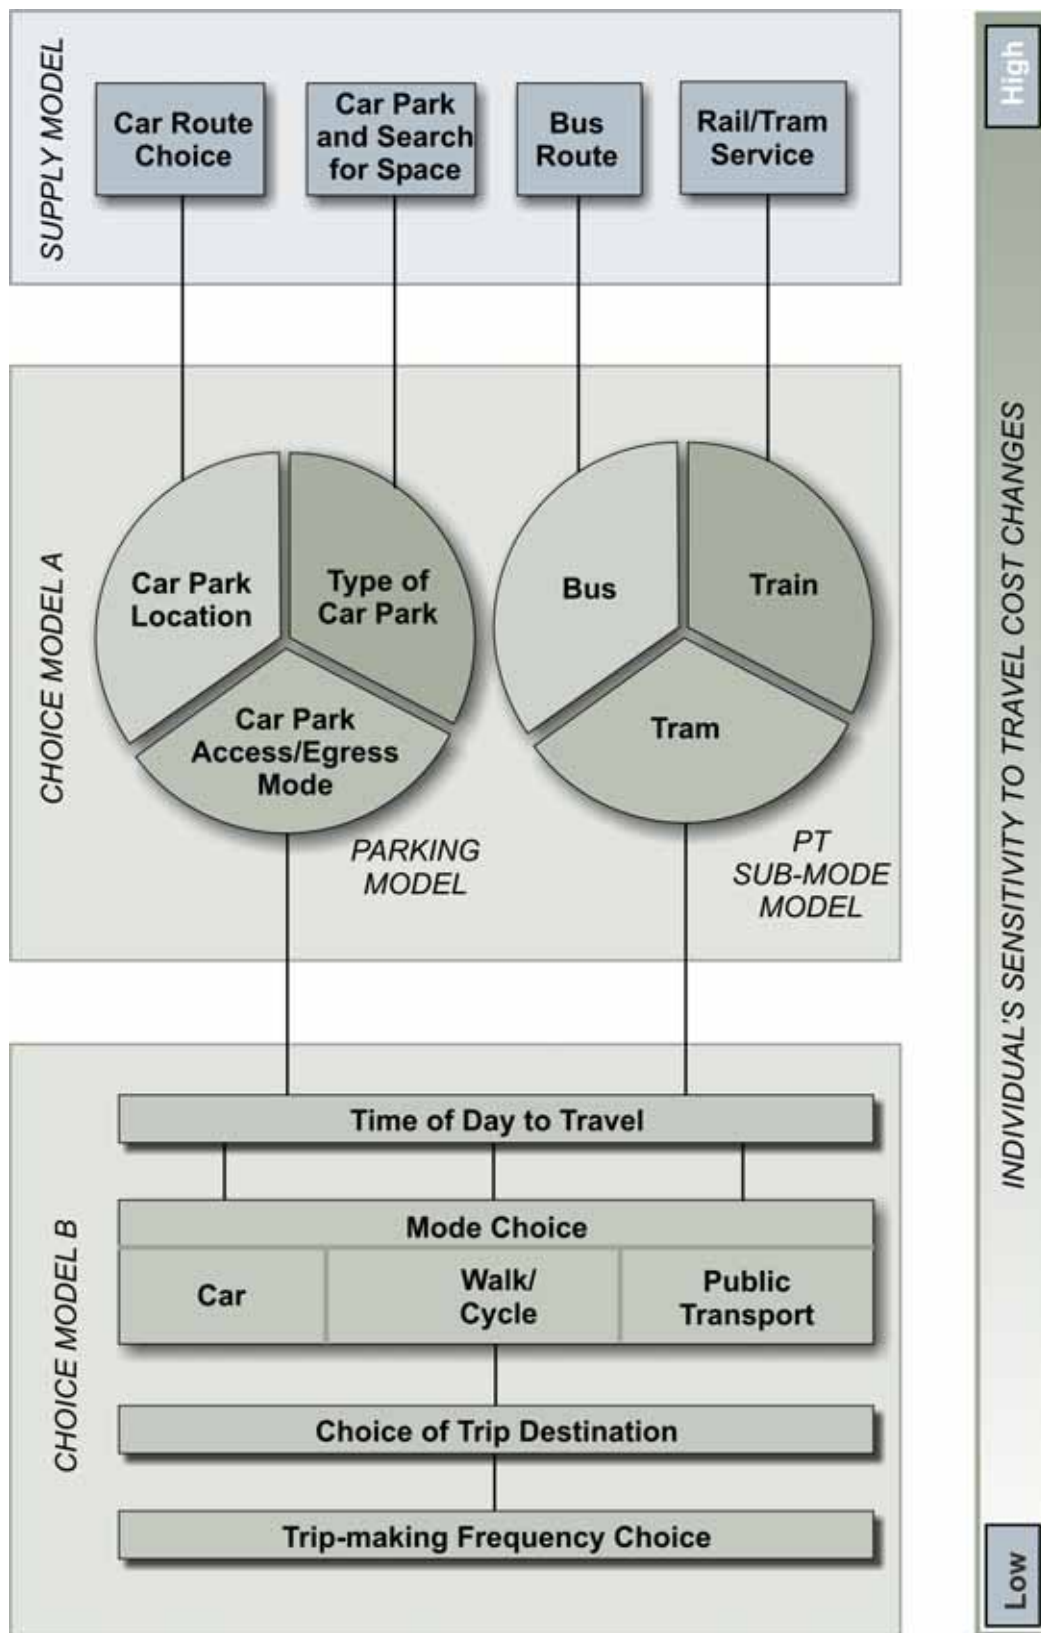 SUPPLY MODEL
Car Route
Choice
Car Park
and Search
for Space
Bus
Route
Rail/Tram
Service
CHOICE MODEL A
Car Park
Location
Type of
Car Park
Car Park
Access/Egress
Mode
PARKING
MODEL
Bus
Train
Tram
PT
SUB-MODE
MODEL
CHOICE MODEL B
Time of Day to Travel
Mode Choice
Car
Walk/
Cycle
Public
Transport
Choice of Trip Destination
Trip-making Frequency Choice
High
INDIVIDUAL'S SENSITIVITY TO TRAVEL COST CHANGES
Low